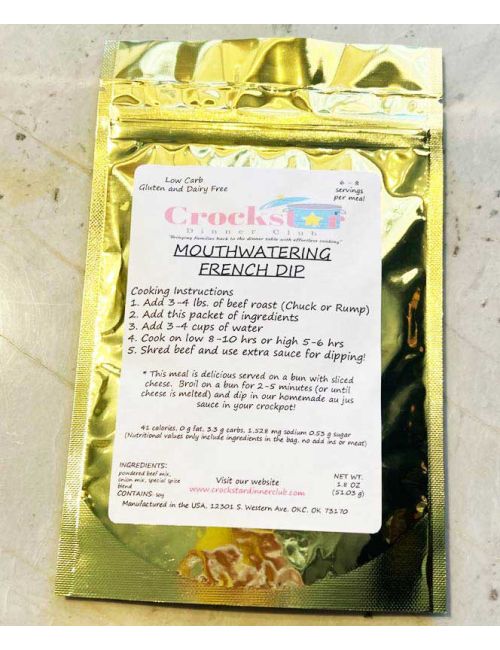 Low Carb
Gluten and Dairy Free
6 - 8
servings
per meal
Crockstar
Dinner Club
"Bringing families back to the dinner table with effortless cooking"
MOUTHWATERING
FRENCH DIP
Cooking Instructions
1. Add 3-4 lbs. of beef roast (Chuck or Rump)
2. Add this packet of ingredients
3. Add 3-4 cups of water
4. Cook on low 8-10 hrs or high 5-6 hrs
5. Shred beef and use extra sauce for dipping!
* This meal is delicious served on a bun with sliced
cheese. Broil on a bun for 2-5 minutes (or until
cheese is melted) and dip in our homemade au jus
sauce in your crockpot!
41 calories, 0 g fat, 3.3 g carbs, 1,528 mg sodium 0.53 g sugar
(Nutritional values only include ingredients in the bag, no add ins or meat)
INGREDIENTS:
powdered beef mix,
onion mix, special spice
blend
CONTAINS: soy
Visit our website
www.crockstardinnerclub.com
NET WT.
1.8 OZ
(51.03 g)
Manufactured in the USA, 12301 S. Western Ave. OKC, OK 73170